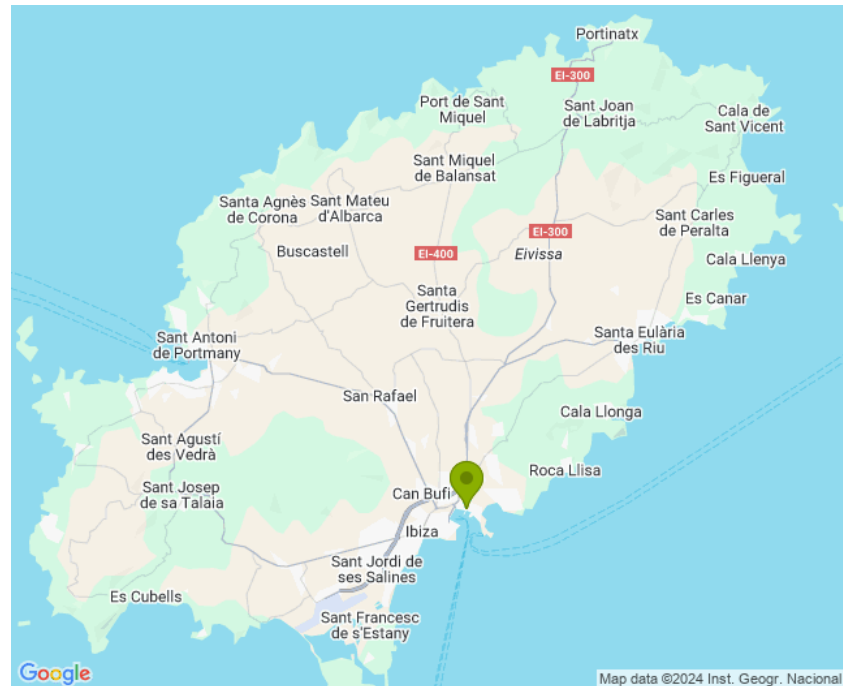 Portinatx
EI-300
Port de Sant
Miquel
Sant Joan
de Labritja
Cala de
Sant Vicent
Sant Miquel
de Balansat
Es Figueral
Santa Agnès
de Corona
Sant Mateu
d'Albarca
Sant Carles
de Peralta
EI-300
Buscastell
EI-400
Eivissa
Cala Llenya
Santa
Gertrudis
de Fruitera
Es Canar
Sant Antoni
de Portmany
Santa Eulària
des Riu
San Rafael
Cala Llonga
Sant Agustí
des Vedrà
Roca Llisa
Sant Josep
de sa Talaia
Can Bufí
Ibiza
Sant Jordi de
ses Salines
Es Cubells
Sant Francesc
de s'Estany
Google
Map data ©2024 Inst. Geogr. Nacional